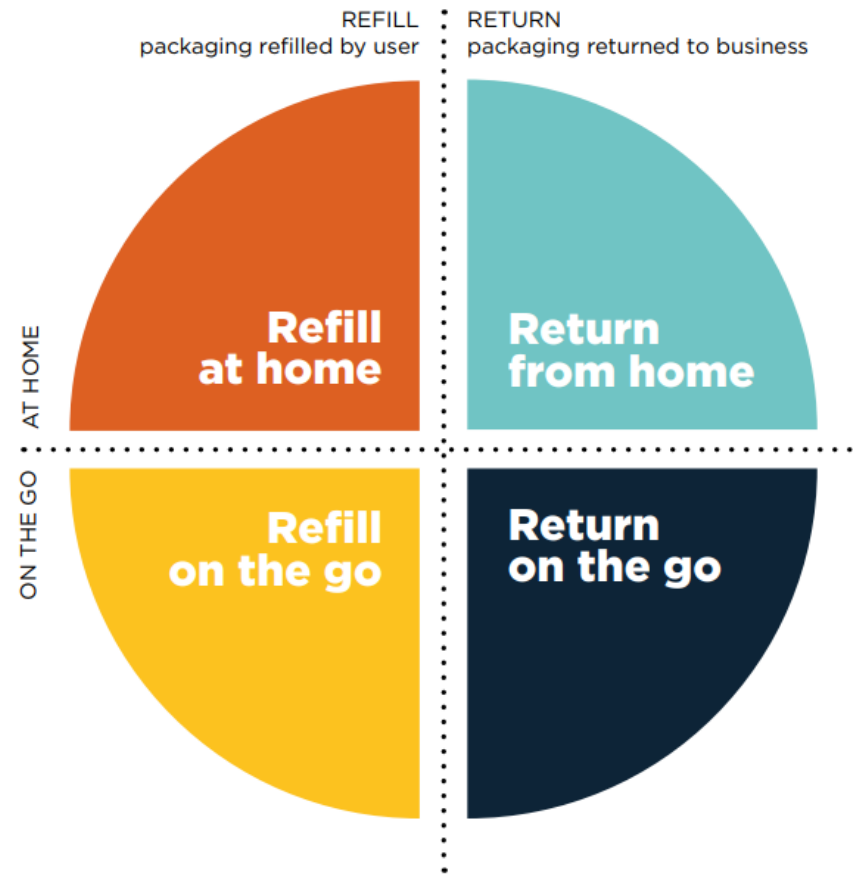 REFILL
packaging refilled by user
RETURN
packaging returned to business
AT HOME
Refill
at home
Return
from home
ON THE GO
Refill
on the go
Return
on the go